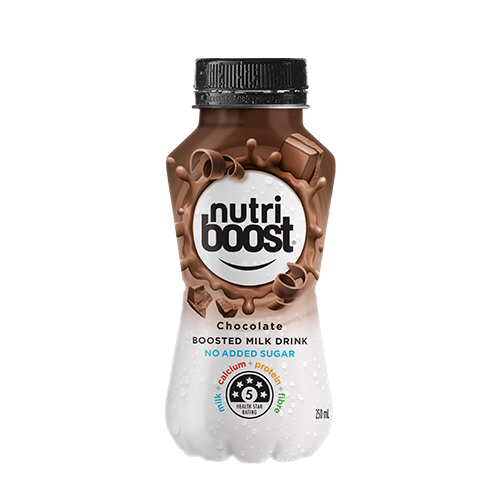 nutri
boost®
Chocolate
BOOSTED MILK DRINK
NO ADDED SUGAR
milk + calcium + protein + fibre
5
HEALTH STAR
RATING
250 mL